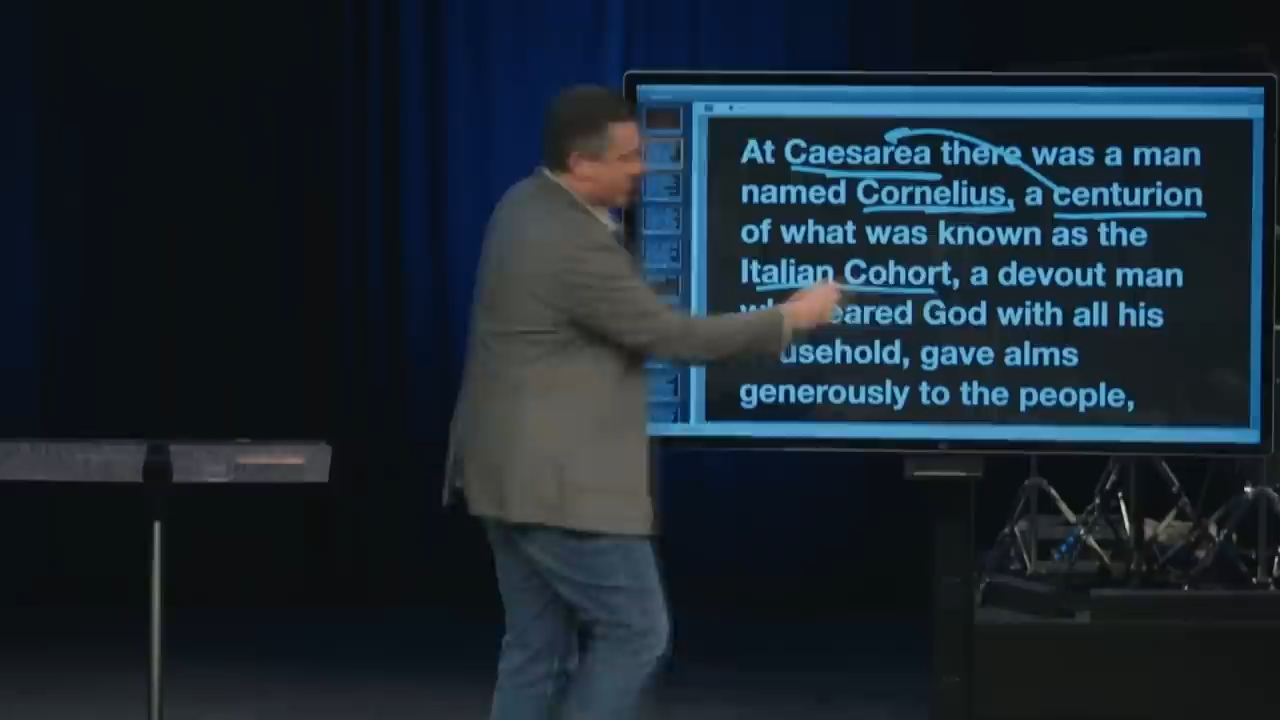 At Caesarea there was a man
named Cornelius, a centurion
of what was known as the
Italian Cohort, a devout man
God with all his
gave alms
generously to the people,